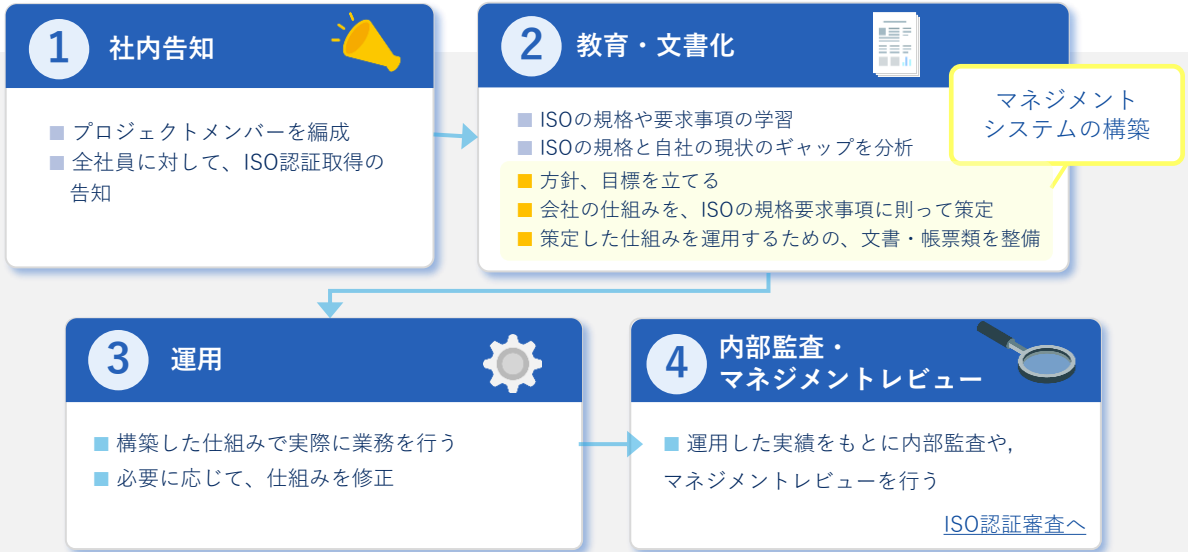 1 社内告知
■ プロジェクトメンバーを編成
■ 全社員に対して、ISO認証取得の
告知
2 教育・文書化
■ ISOの規格や要求事項の学習
■ ISOの規格と自社の現状のギャップを分析
■ 方針、目標を立てる
■ 会社の仕組みを、ISOの規格要求事項に則って策定
■ 策定した仕組みを運用するための、文書・帳票類を整備
マネジメント
システムの構築
3 運用
■ 構築した仕組みで実際に業務を行う
■ 必要に応じて、仕組みを修正
4 内部監査・
マネジメントレビュー
■ 運用した実績をもとに内部監査や,
マネジメントレビューを行う
ISO認証審査へ